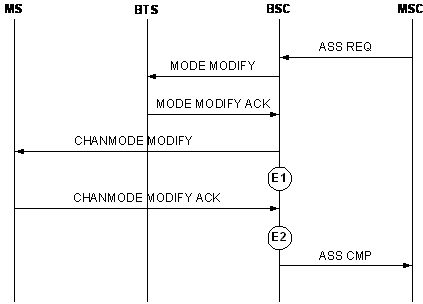 MS BTS BSC MSC
ASS REQ
MODE MODIFY
MODE MODIFY ACK
CHANMODE MODIFY
E1
CHANMODE MODIFY ACK
E2
ASS CMP